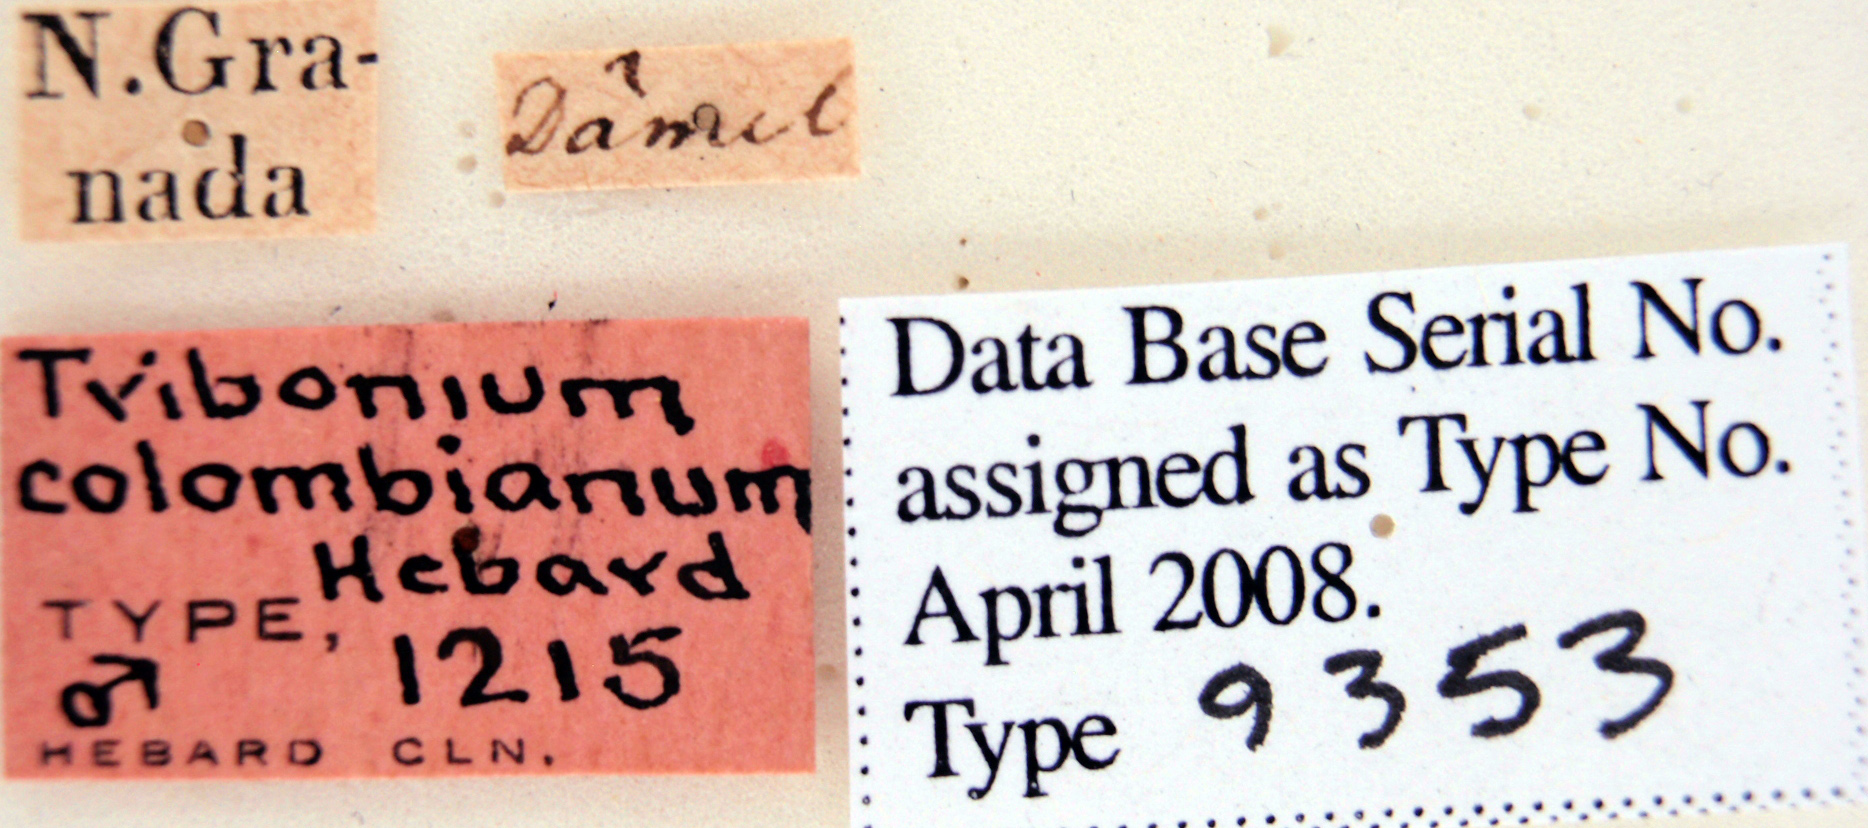 N.Gra-
nada
Dämel
Tribonium
colombianum
Hebard
TYPE, 1215
♂
HEBARD CLN.
Data Base Serial No.
assigned as Type No.
April 2008.
Type 9353